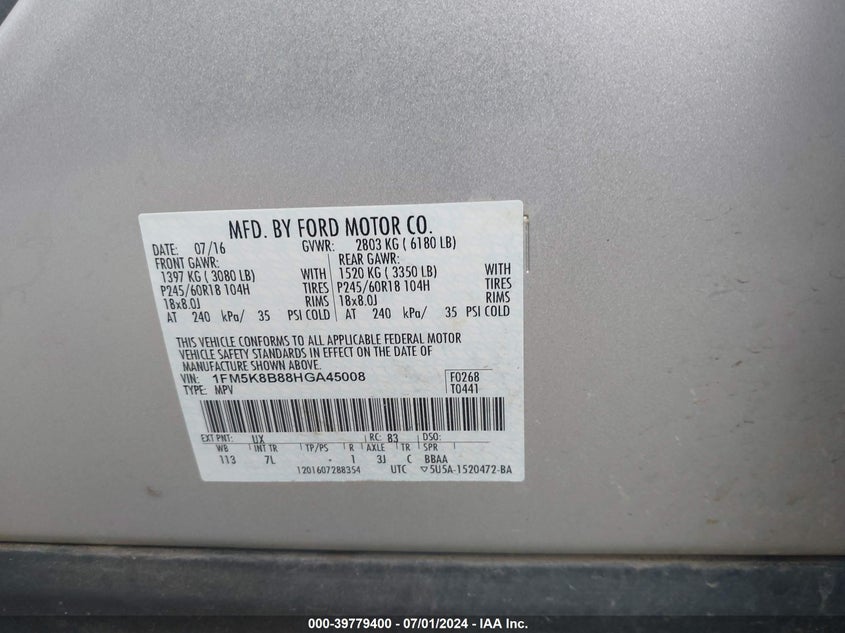 MFD. BY FORD MOTOR CO.
DATE: 07/16 GVWR: 2803 KG ( 6180 LB)
FRONT GAWR: REAR GAWR:
1397 KG ( 3080 LB) WITH 1520 KG ( 3350 LB) WITH
P245/60R18 104H TIRES P245/60R18 104H TIRES
18x8.0J RIMS 18x8.0J RIMS
AT 240 kPa/ 35 PSI COLD AT 240 kPa/ 35 PSI COLD
THIS VEHICLE CONFORMS TO ALL APPLICABLE FEDERAL MOTOR
VEHICLE SAFETY STANDARDS IN EFFECT ON THE DATE OF
MANUFACTURE SHOWN ABOVE.
VIN: 1FM5K8B88HGA45008 F0268
TYPE: MPV T0441
EXT PNT: UX RC: 83 DSO:
WB INT TR TP/PS R AXLE TR SPR
113 7L - 1 3J C BBAA
1201607288354 UTC ▽5U5A-1520472-BA
000-39779400 - 07/01/2024 - IAA Inc.